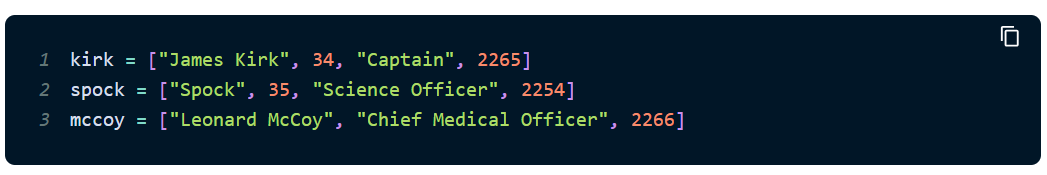 1 kirk = ["James Kirk", 34, "Captain", 2265]
2 spock = ["Spock", 35, "Science Officer", 2254]
3 mccoy = ["Leonard McCoy", "Chief Medical Officer", 2266]